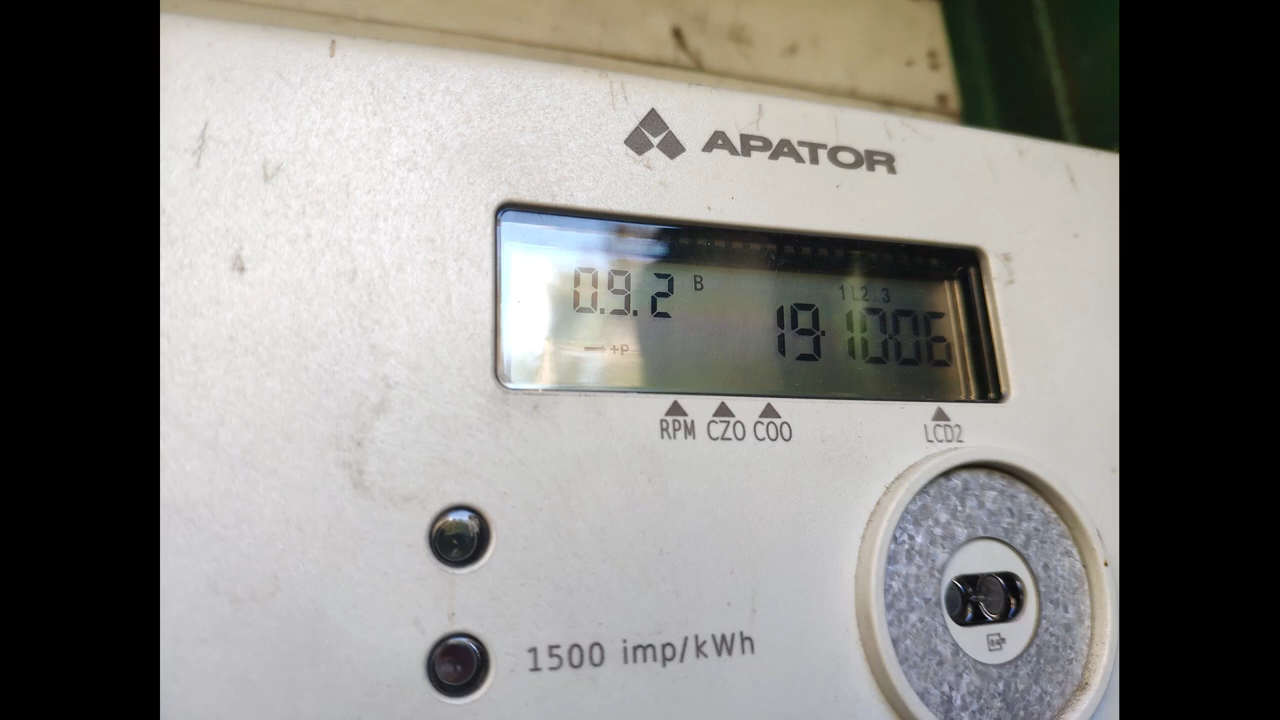 APATOR
0.9.2 B
1 L2 3
19.1006
→ +P
RPM CZO COO LCD2
1500 imp/kWh